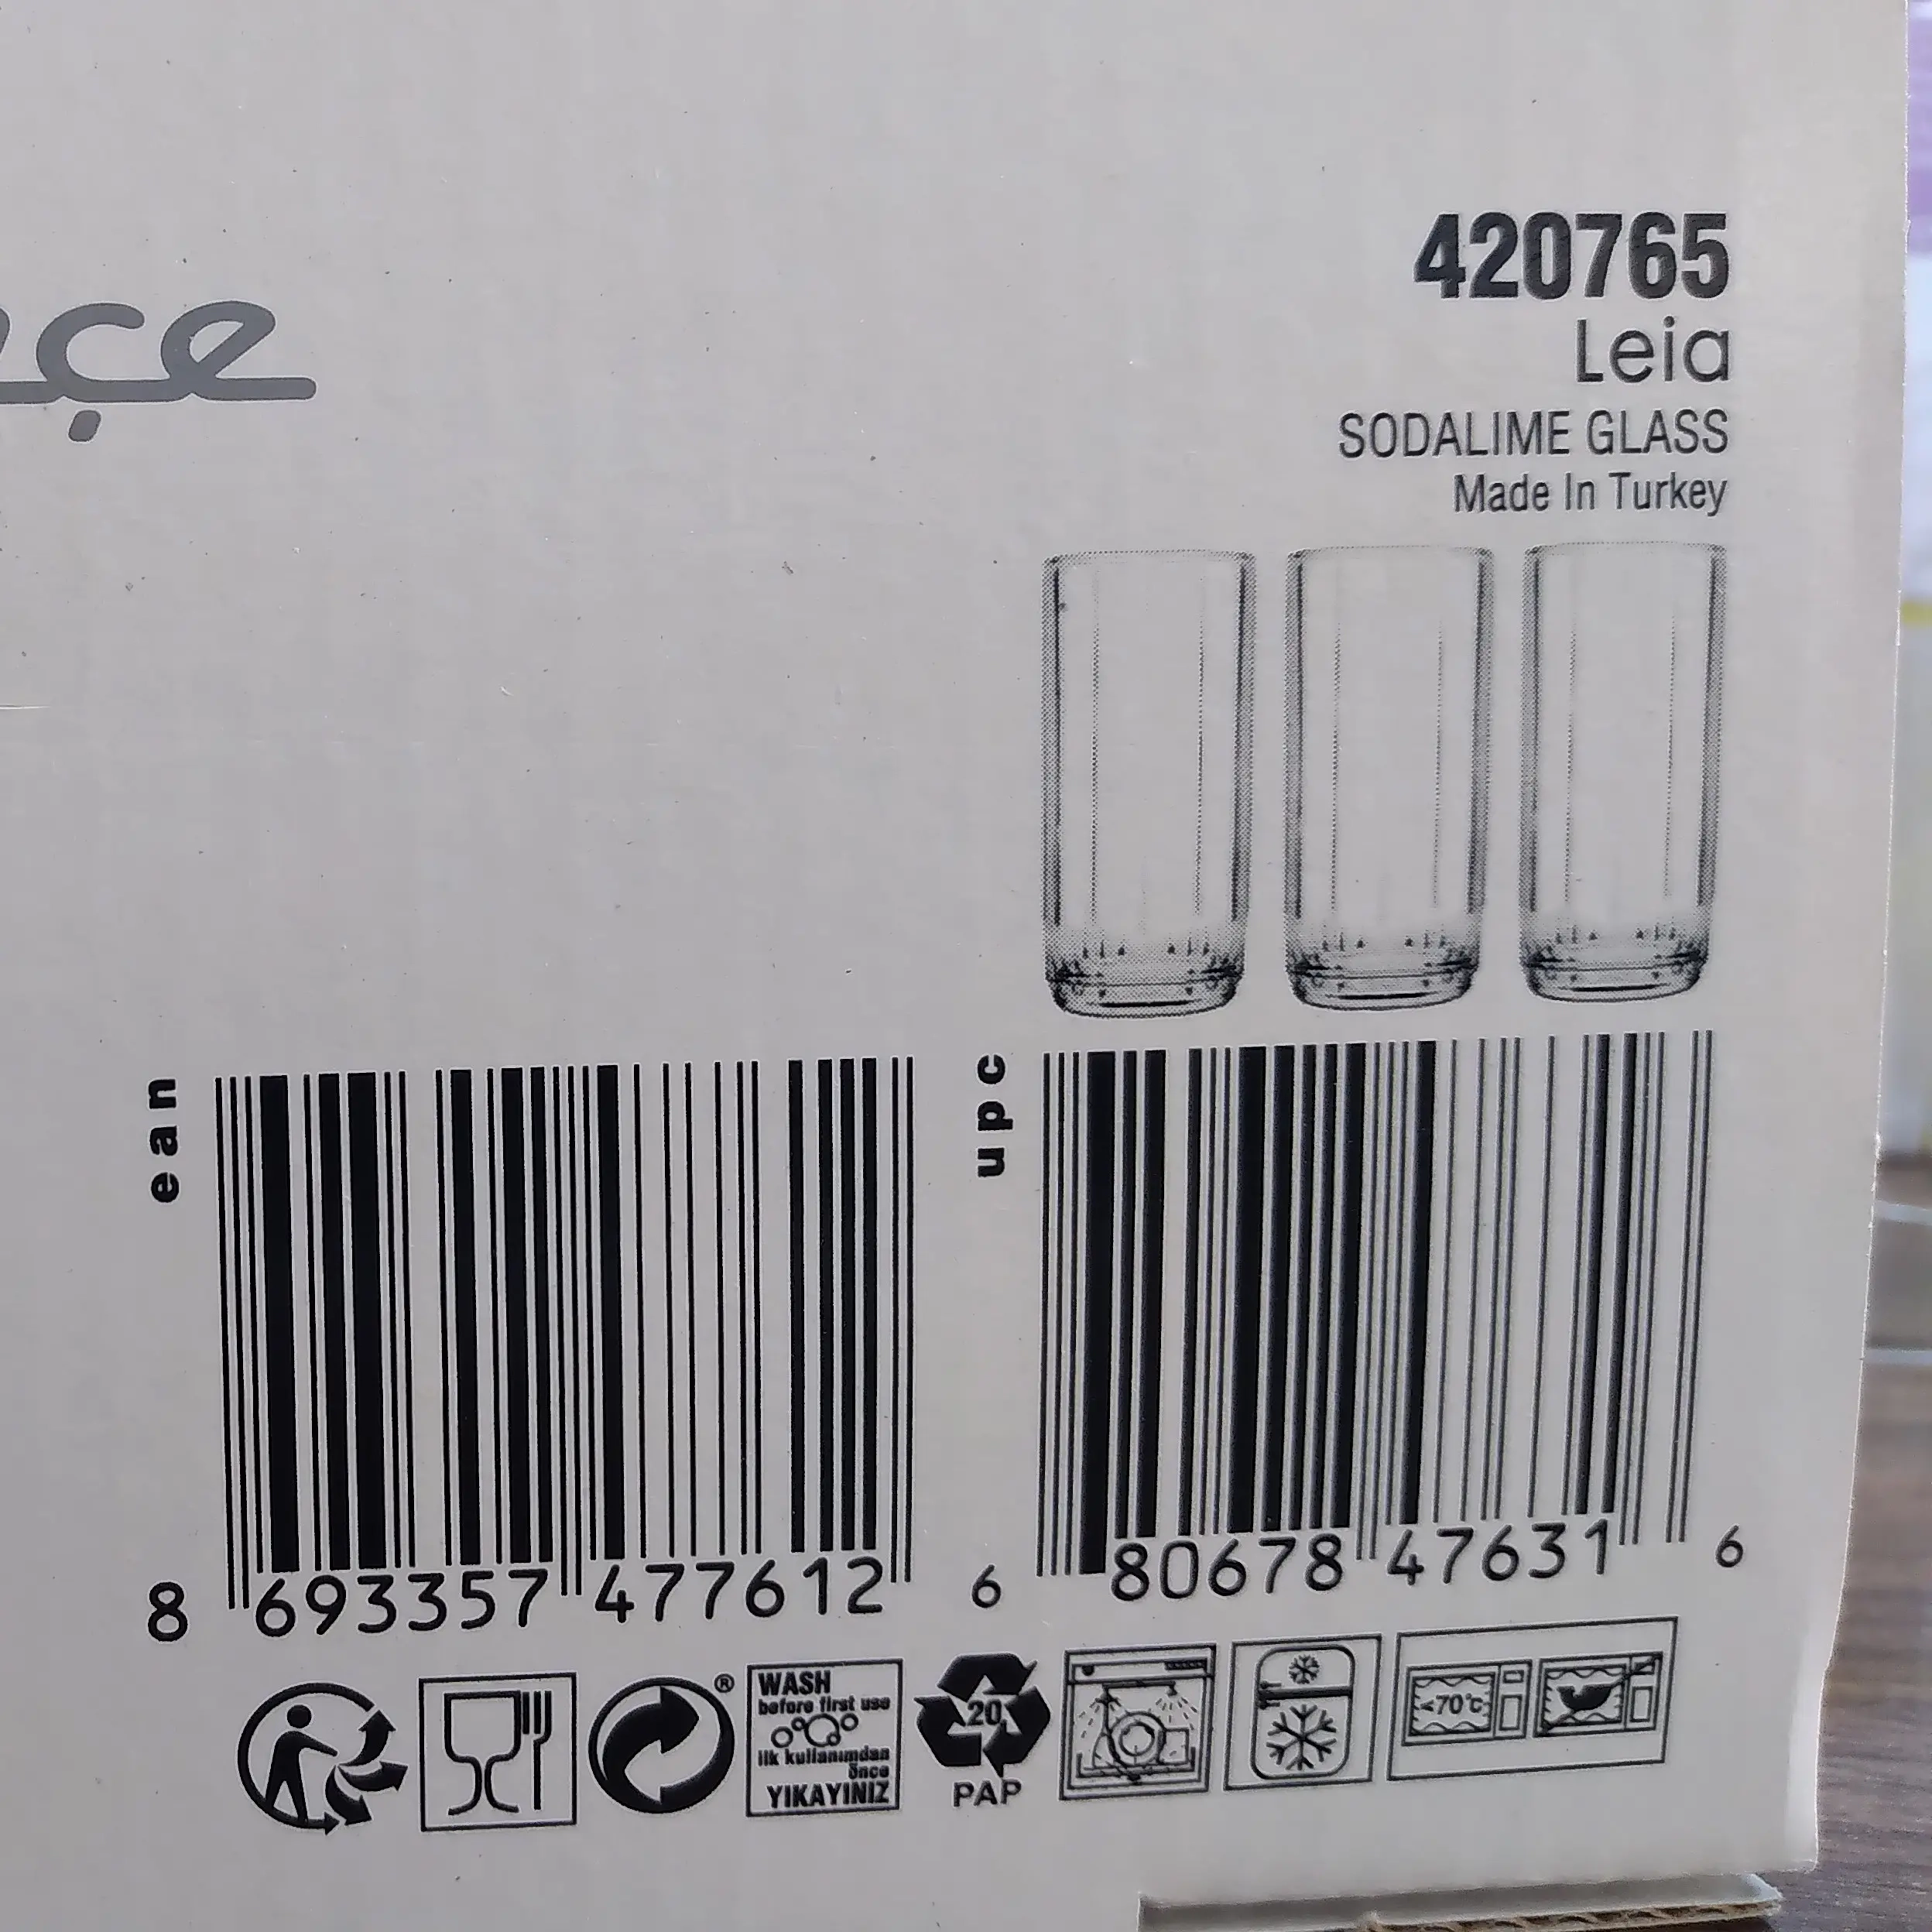 420765
Leia
SODALIME GLASS
Made In Turkey
ean
upc
8 693357 477612
6 80678 47631 6
®
WASH
before first use
ilk kullanımdan
önce
YIKAYINIZ
20
PAP
<70°C